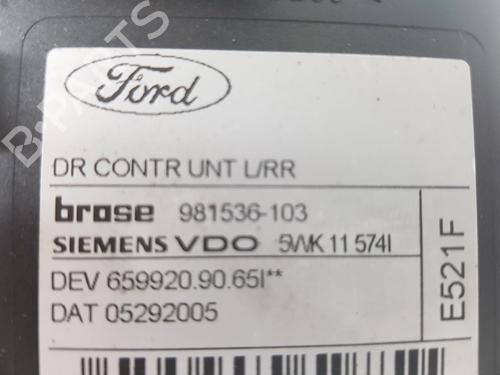 Ford
DR CONTR UNT L/RR
brose 981536-103
SIEMENS VDO 5WK 11 574I
DEV 659920.90.65I**
DAT 05292005
E521F
B-PARTS